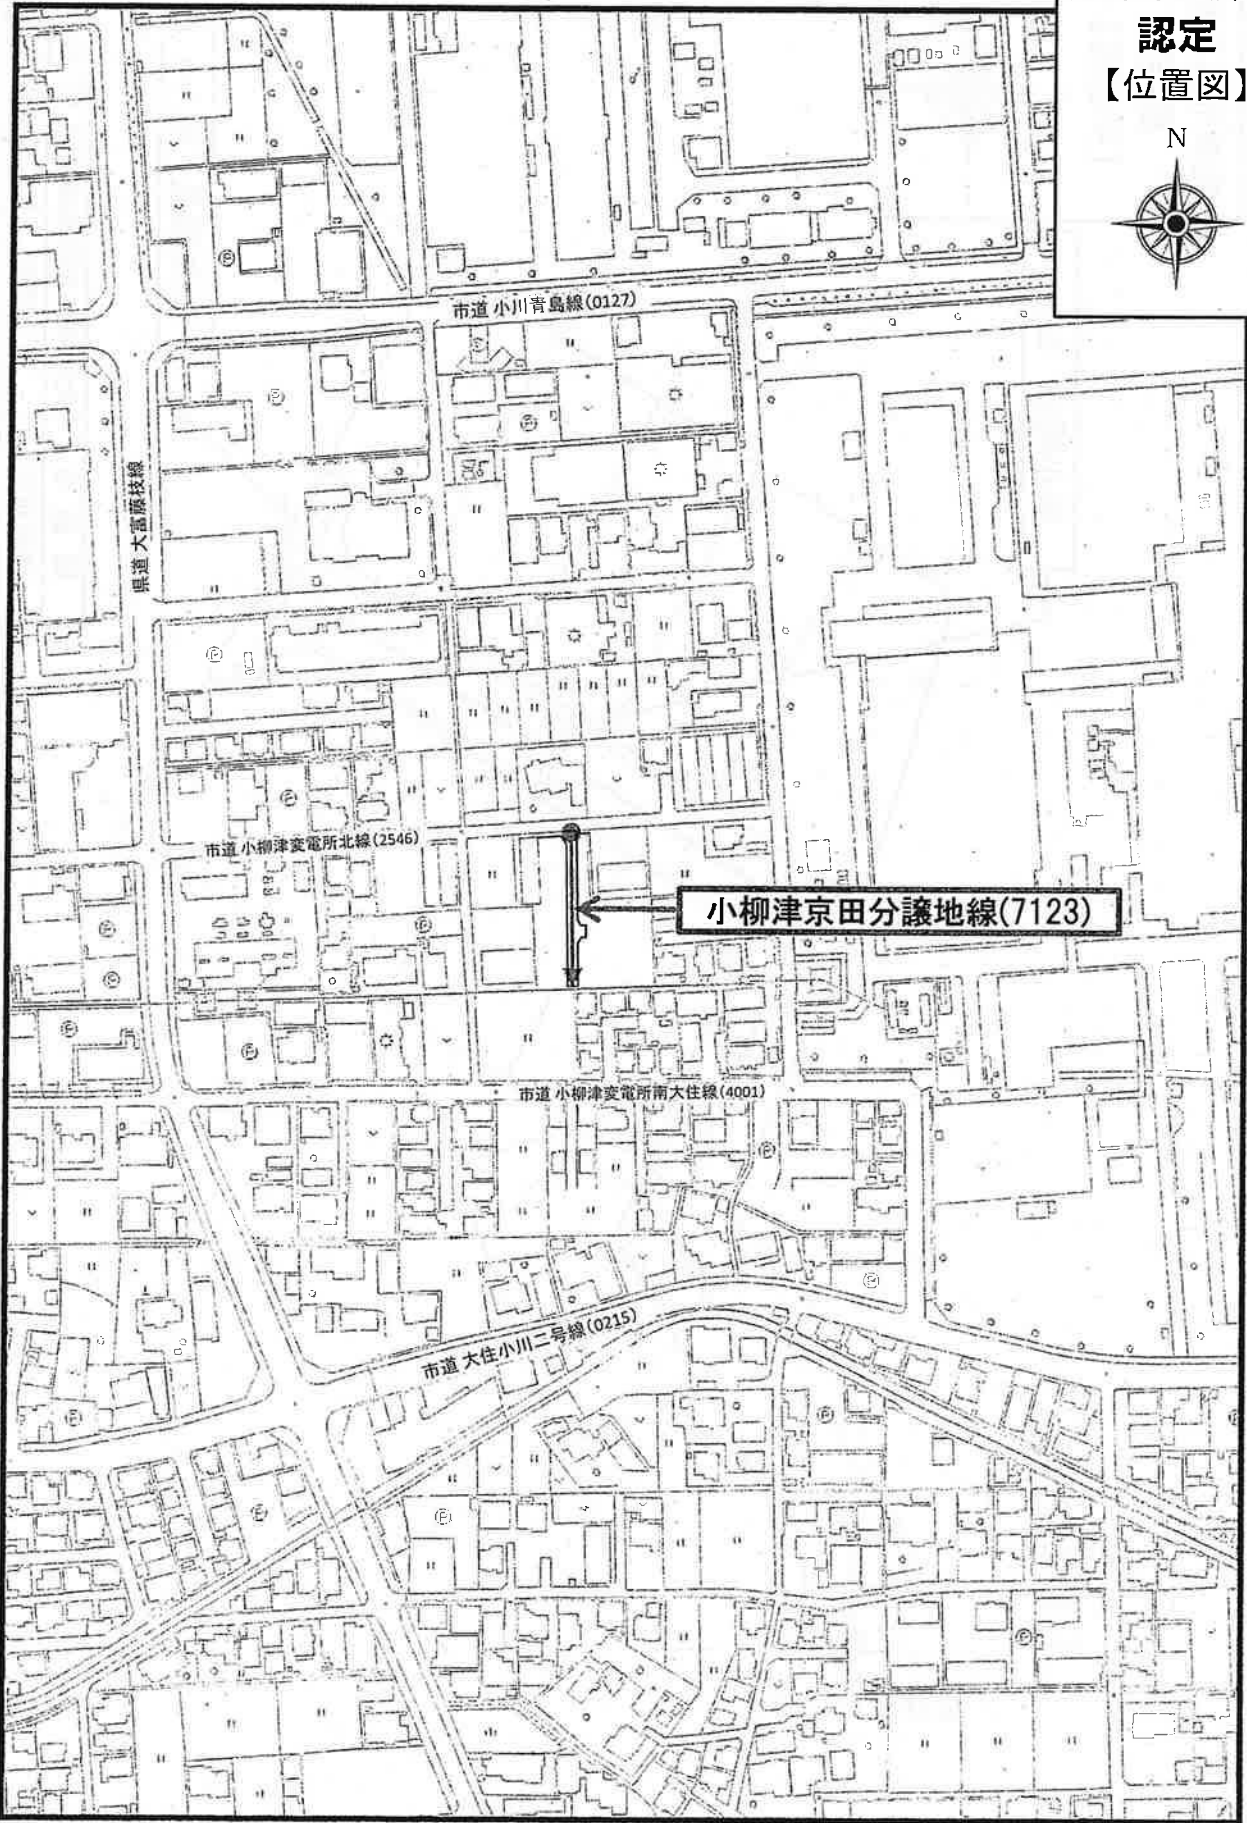 認定
【位置図】
N
市道 小川青島線(0127)
県道 大富藤枝線
市道 小柳津変電所北線(2546)
小柳津京田分譲地線(7123)
市道 小柳津変電所南大住線(4001)
市道 大住小川二号線(0215)